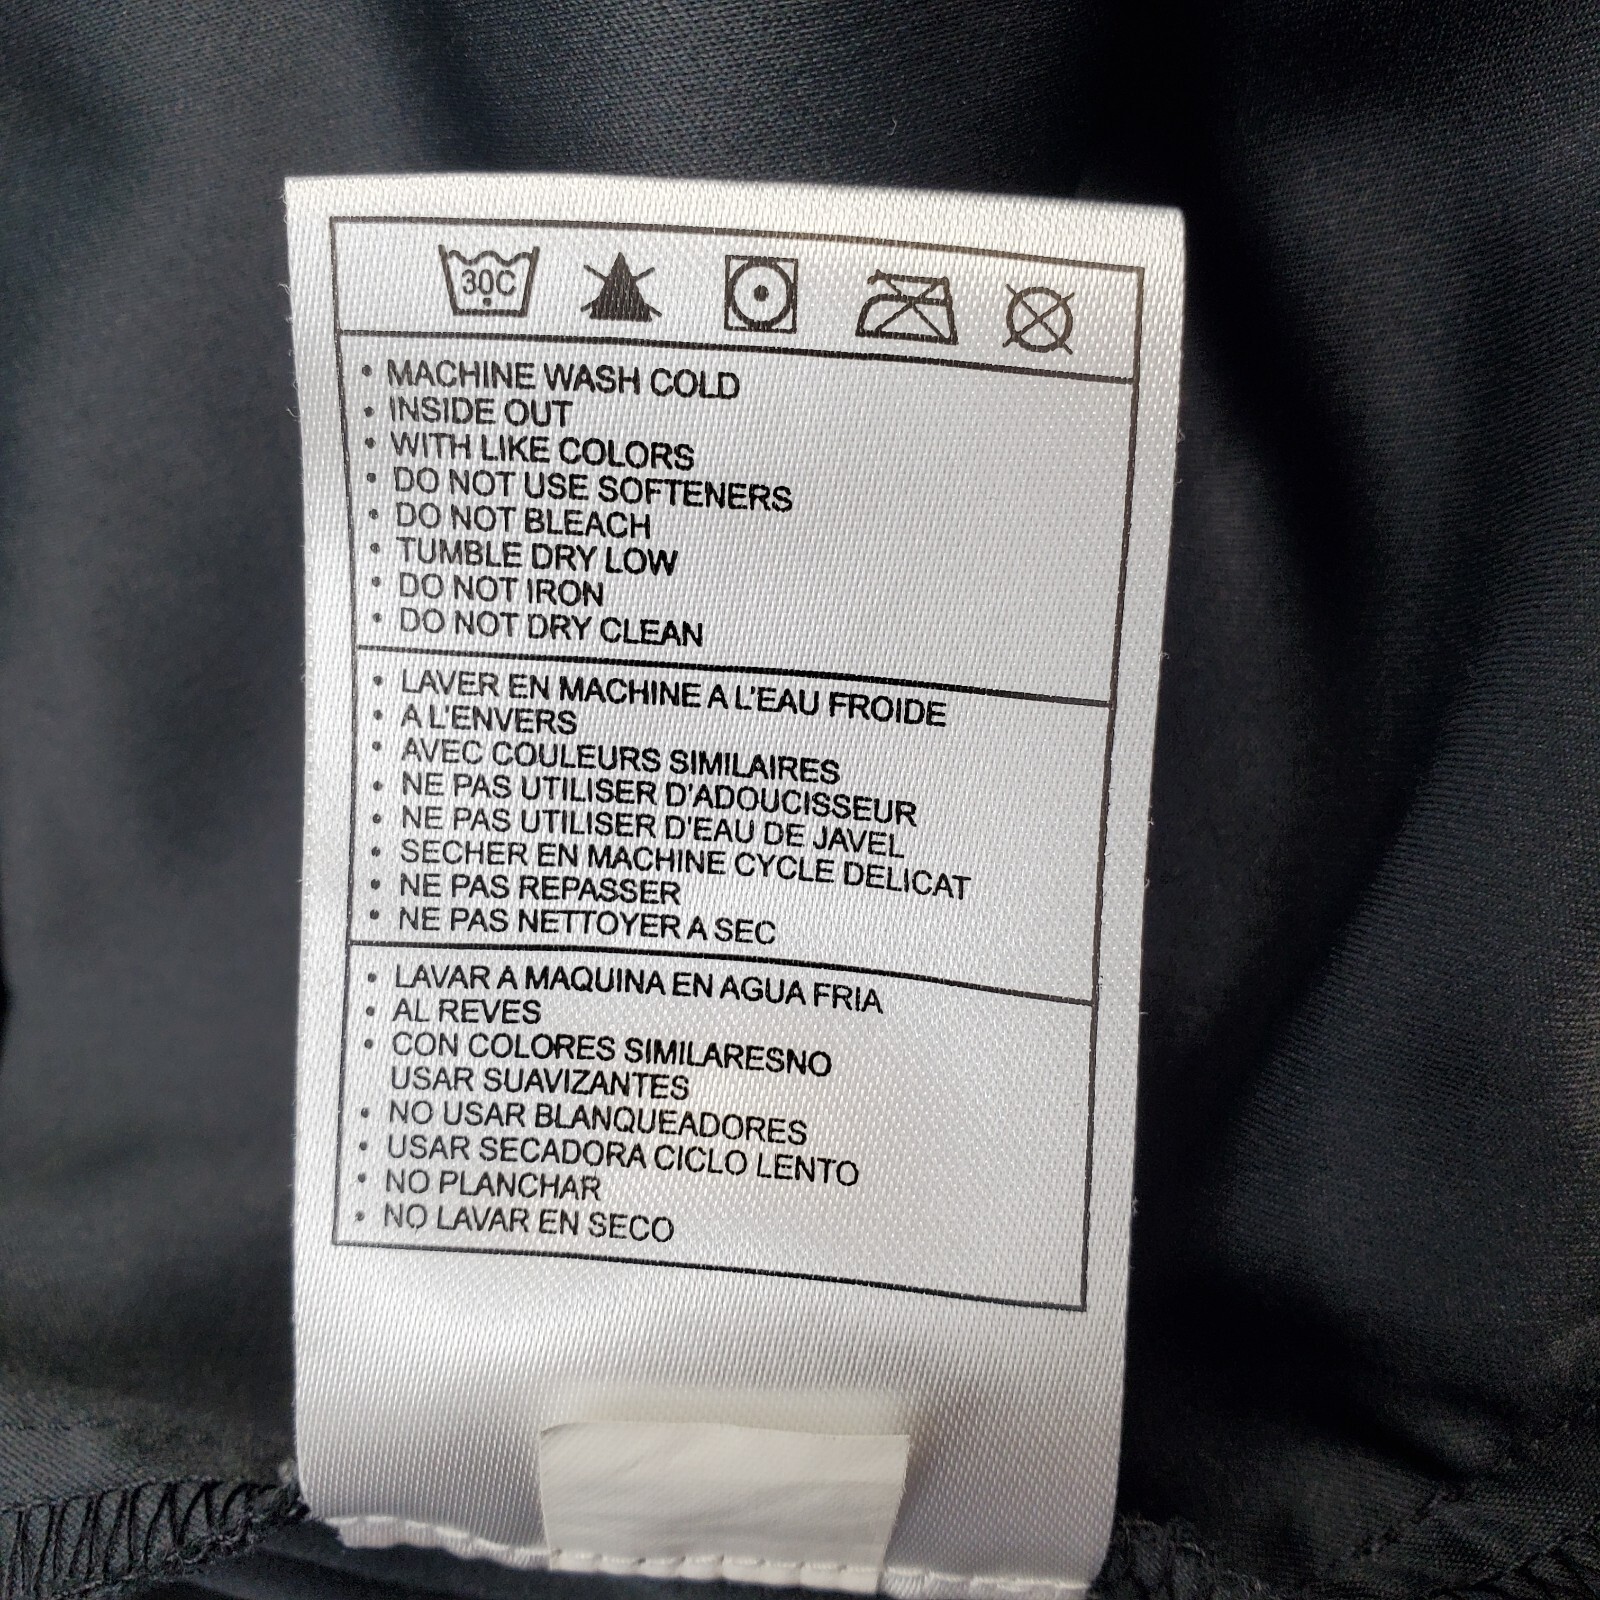 30C
• MACHINE WASH COLD
• INSIDE OUT
• WITH LIKE COLORS
• DO NOT USE SOFTENERS
• DO NOT BLEACH
• TUMBLE DRY LOW
• DO NOT IRON
• DO NOT DRY CLEAN
• LAVER EN MACHINE A L'EAU FROIDE
• A L'ENVERS
• AVEC COULEURS SIMILAIRES
• NE PAS UTILISER D'ADOUCISSEUR
• NE PAS UTILISER D'EAU DE JAVEL
• SECHER EN MACHINE CYCLE DELICAT
• NE PAS REPASSER
• NE PAS NETTOYER A SEC
• LAVAR A MAQUINA EN AGUA FRIA
• AL REVES
• CON COLORES SIMILARESNO
USAR SUAVIZANTES
• NO USAR BLANQUEADORES
• USAR SECADORA CICLO LENTO
• NO PLANCHAR
• NO LAVAR EN SECO